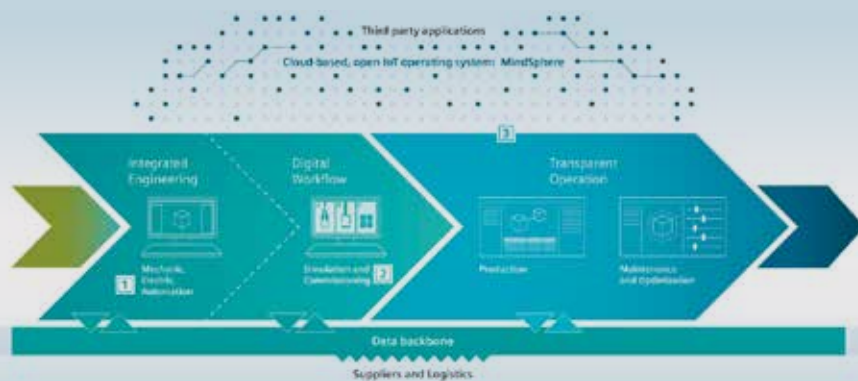 Third party applications
Cloud-based, open IoT operating system: MindSphere
3
Integrated
Engineering
Digital
Workflow
Transparent
Operation
1
Mechanic,
Electric,
Automation
Simulation and
Commissioning
2
Production
Maintenance
and Optimization
Data backbone
Suppliers and Logistics